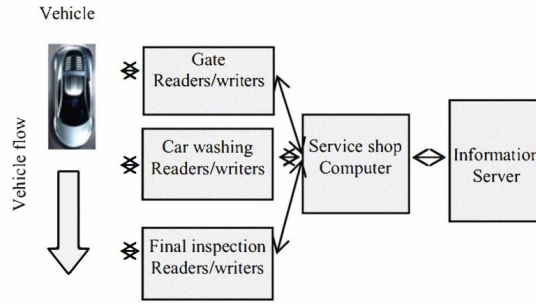 Vehicle
Gate
Readers/writers
Vehicle flow
Car washing
Readers/writers
Service shop
Computer
Information
Server
Final inspection
Readers/writers